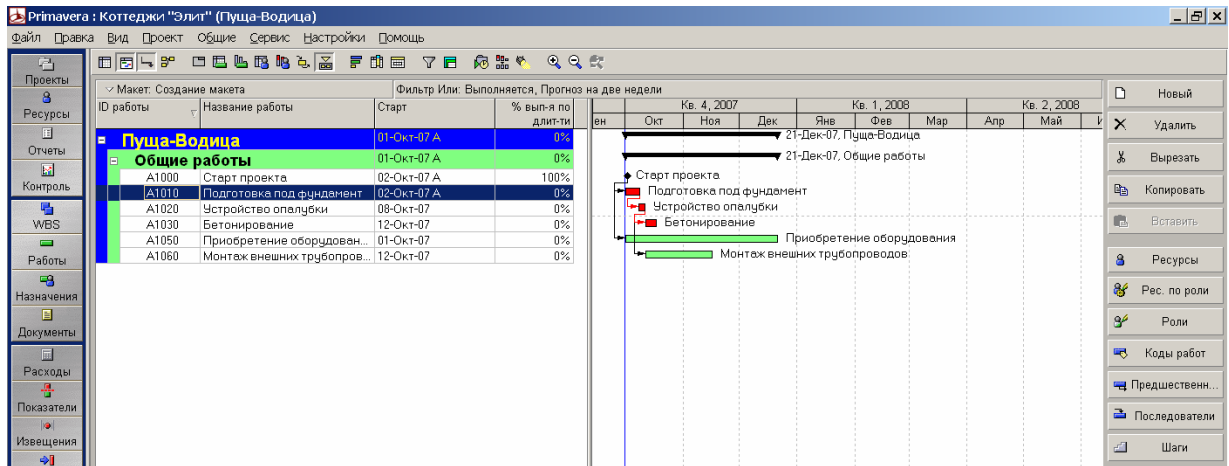 Primavera : Коттеджи "Элит" (Пуща-Водица)
Файл Правка Вид Проект Общие Сервис Настройки Помощь
Проекты
Ресурсы
Отчеты
Контроль
WBS
Работы
Назначения
Документы
Расходы
Показатели
Извещения
Макет: Создание макета Фильтр Или: Выполняется, Прогноз на две недели
ID работы Название работы Старт % вып-я по длит-ти
Пуща-Водица 01-Окт-07 A 0%
Общие работы 01-Окт-07 A 0%
A1000 Старт проекта 02-Окт-07 A 100%
A1010 Подготовка под фундамент 02-Окт-07 A 0%
A1020 Устройство опалубки 08-Окт-07 0%
A1030 Бетонирование 12-Окт-07 0%
A1050 Приобретение оборудован... 01-Окт-07 0%
A1060 Монтаж внешних трубопров... 12-Окт-07 0%
Кв. 4, 2007 Кв. 1, 2008 Кв. 2, 2008
ен Окт Ноя Дек Янв Фев Мар Апр Май И
21-Дек-07, Пуща-Водица
21-Дек-07, Общие работы
Старт проекта
Подготовка под фундамент
Устройство опалубки
Бетонирование
Приобретение оборудования
Монтаж внешних трубопроводов
Новый
Удалить
Вырезать
Копировать
Вставить
Ресурсы
Рес. по роли
Роли
Коды работ
Предшественн...
Последователи
Шаги